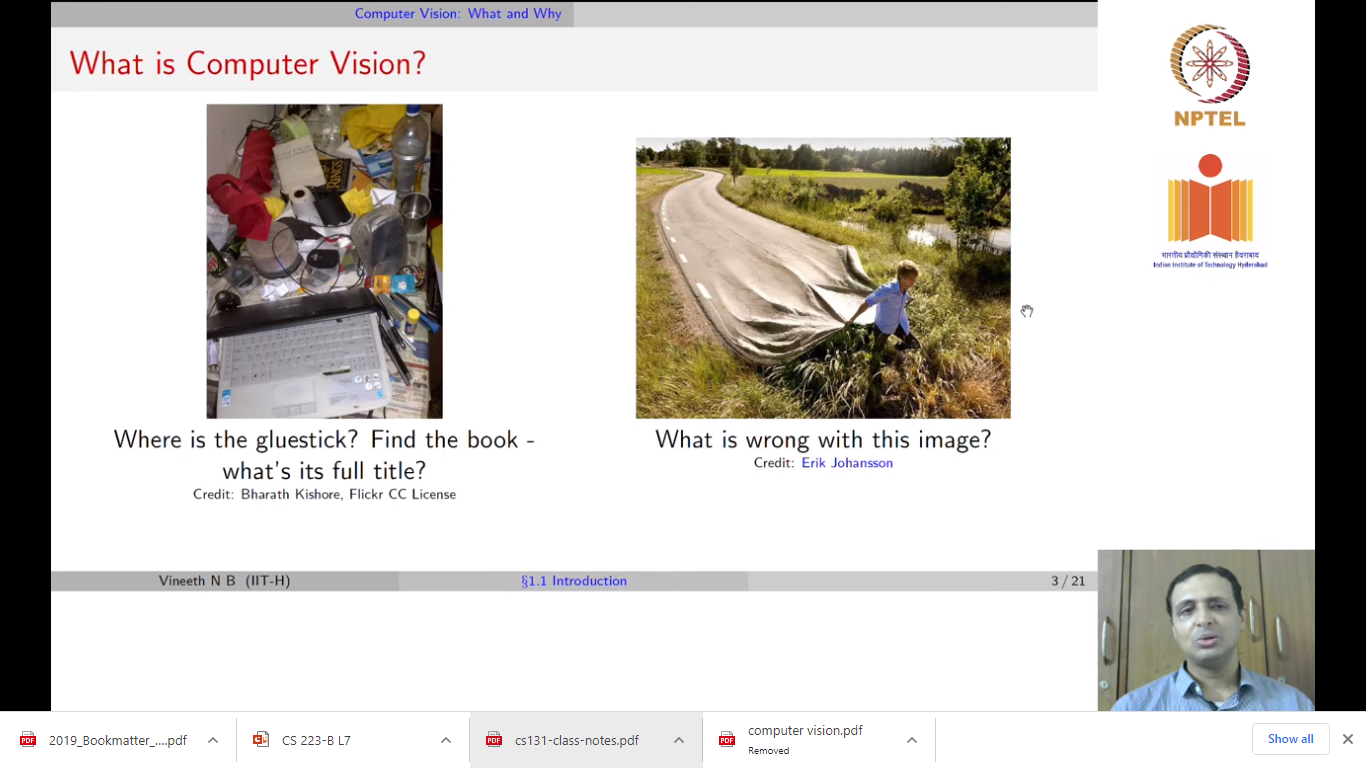 Computer Vision: What and Why
What is Computer Vision?
NPTEL
भारतीय प्रौद्योगिकी संस्थान हैदराबाद
Indian Institute of Technology Hyderabad
Where is the gluestick? Find the book -
what's its full title?
Credit: Bharath Kishore, Flickr CC License
What is wrong with this image?
Credit: Erik Johansson
Vineeth N B (IIT-H) §1.1 Introduction 3 / 21
2019_Bookmatter_....pdf
CS 223-B L7
cs131-class-notes.pdf
computer vision.pdf
Removed
Show all